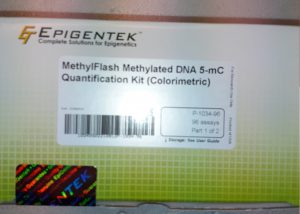 EPIGENTEK
Complete Solutions for Epigenetics
MethylFlash Methylated DNA 5-mC
Quantification Kit (Colorimetric)
P-1034-96
96 assays
Part 1 of 2
Storage: See User Guide
NTEK